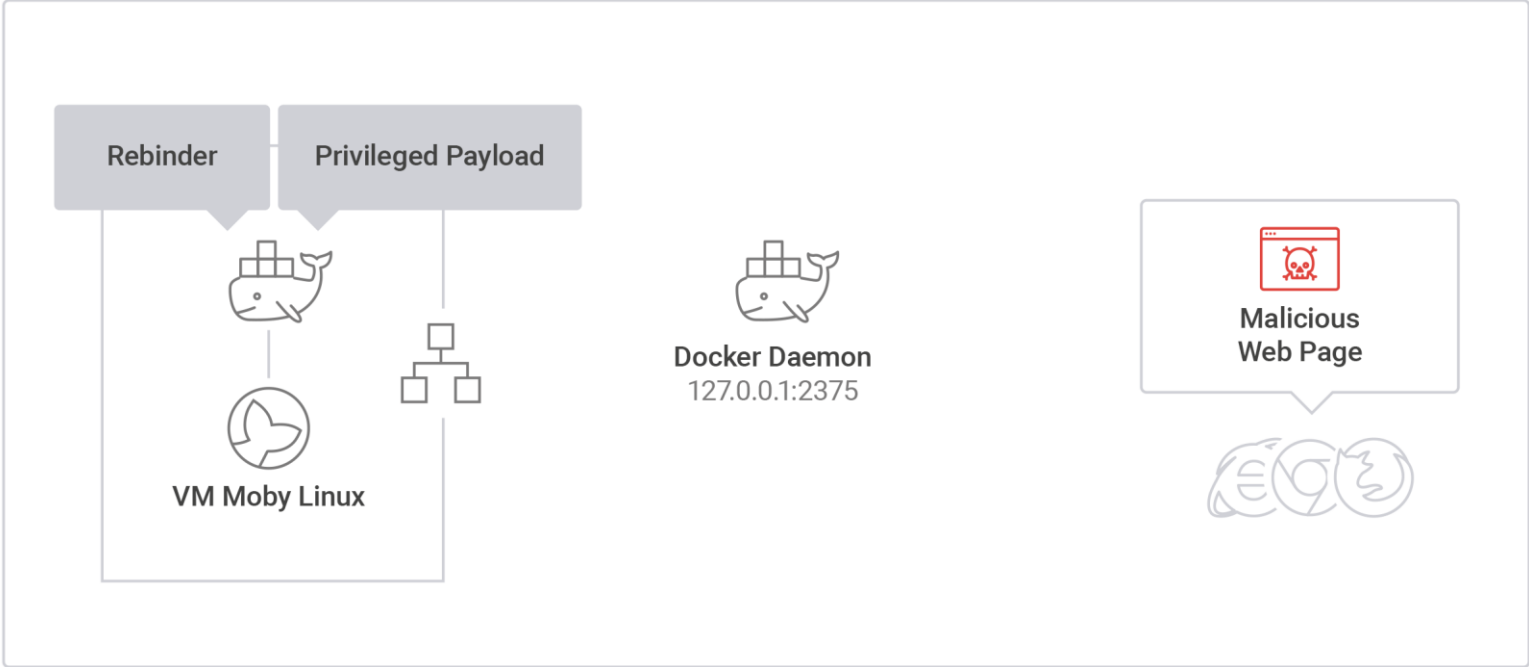 Rebinder
Privileged Payload
VM Moby Linux
Docker Daemon
127.0.0.1:2375
Malicious
Web Page